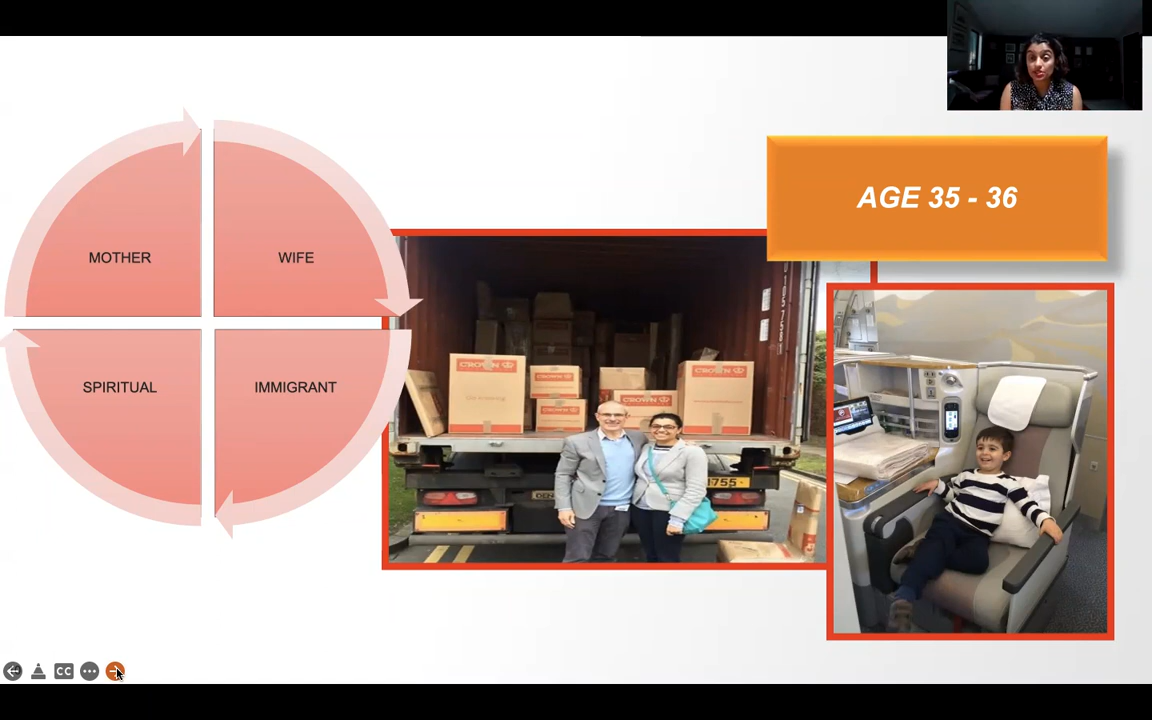 AGE 35 - 36
MOTHER
WIFE
SPIRITUAL
IMMIGRANT
CROWN
CROWN
CROWN
CROWN
CROWN
1755
CC